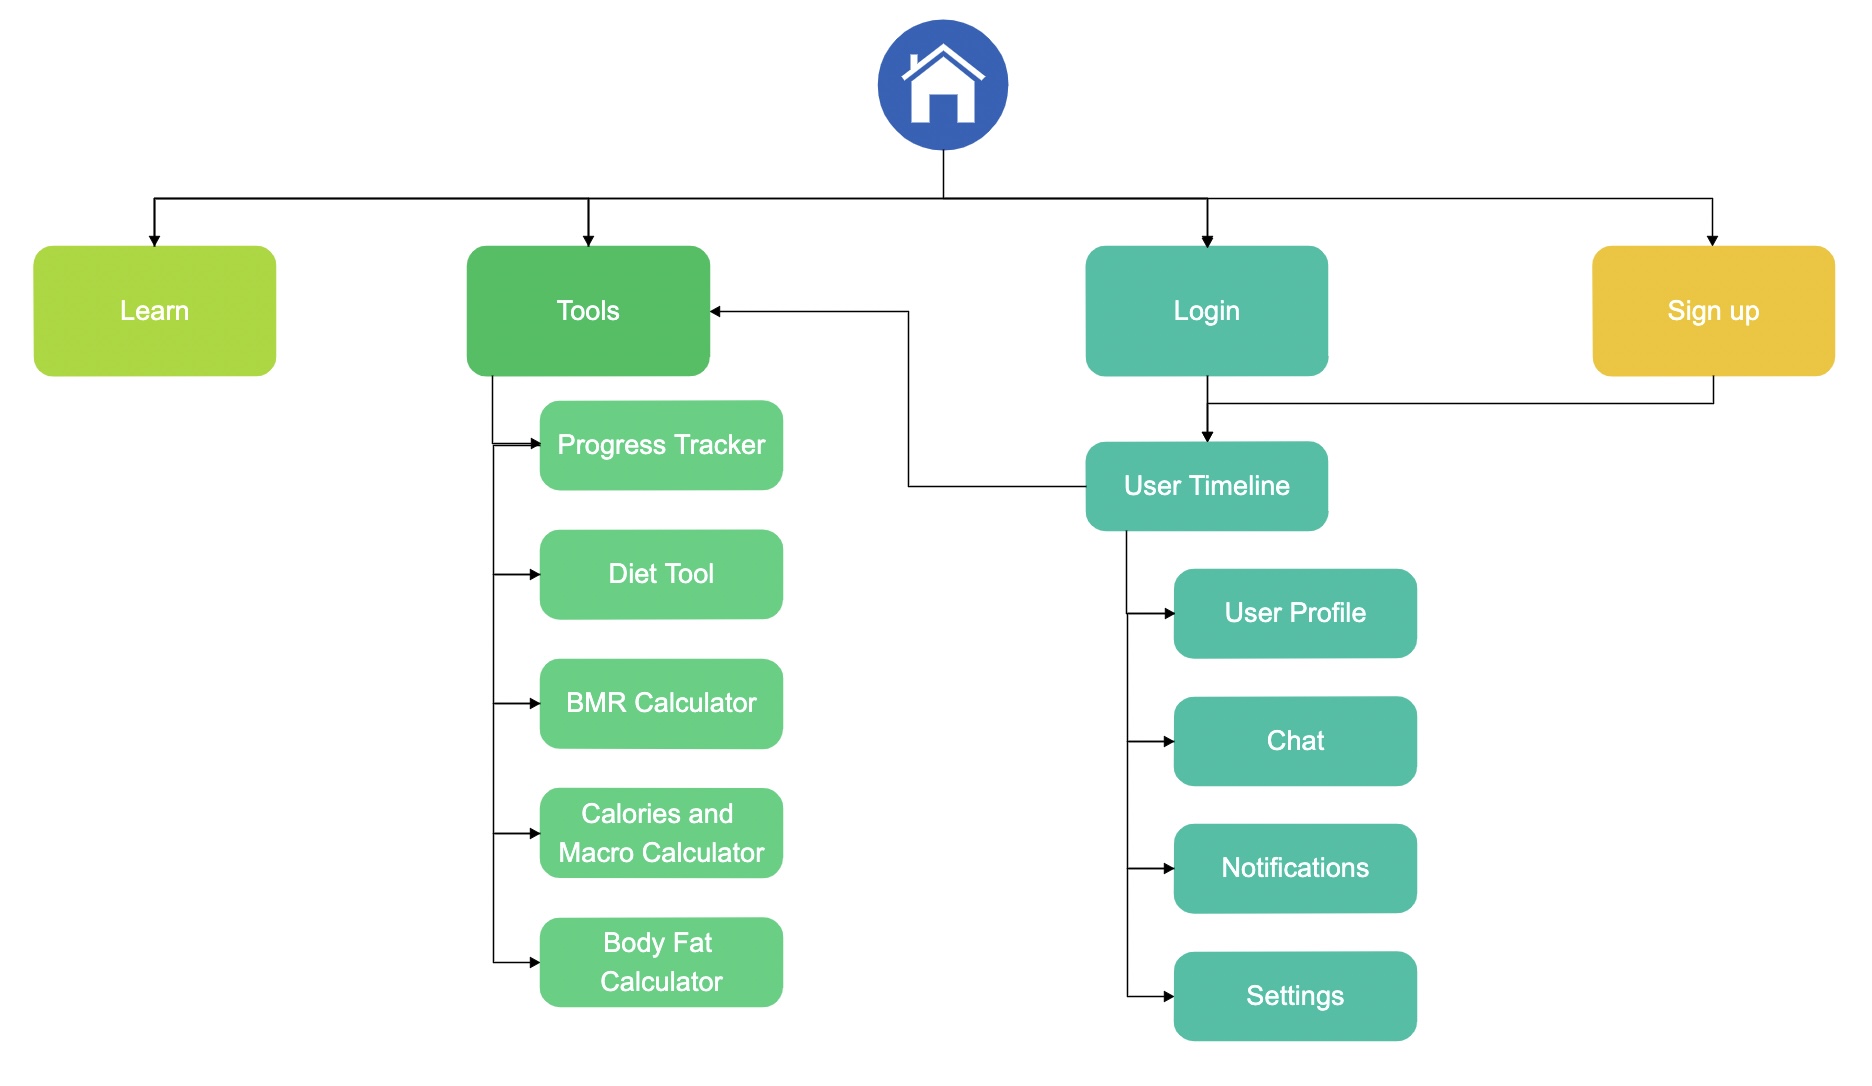 Learn
Tools
Login
Sign up
Progress Tracker
Diet Tool
BMR Calculator
Calories and
Macro Calculator
Body Fat
Calculator
User Timeline
User Profile
Chat
Notifications
Settings